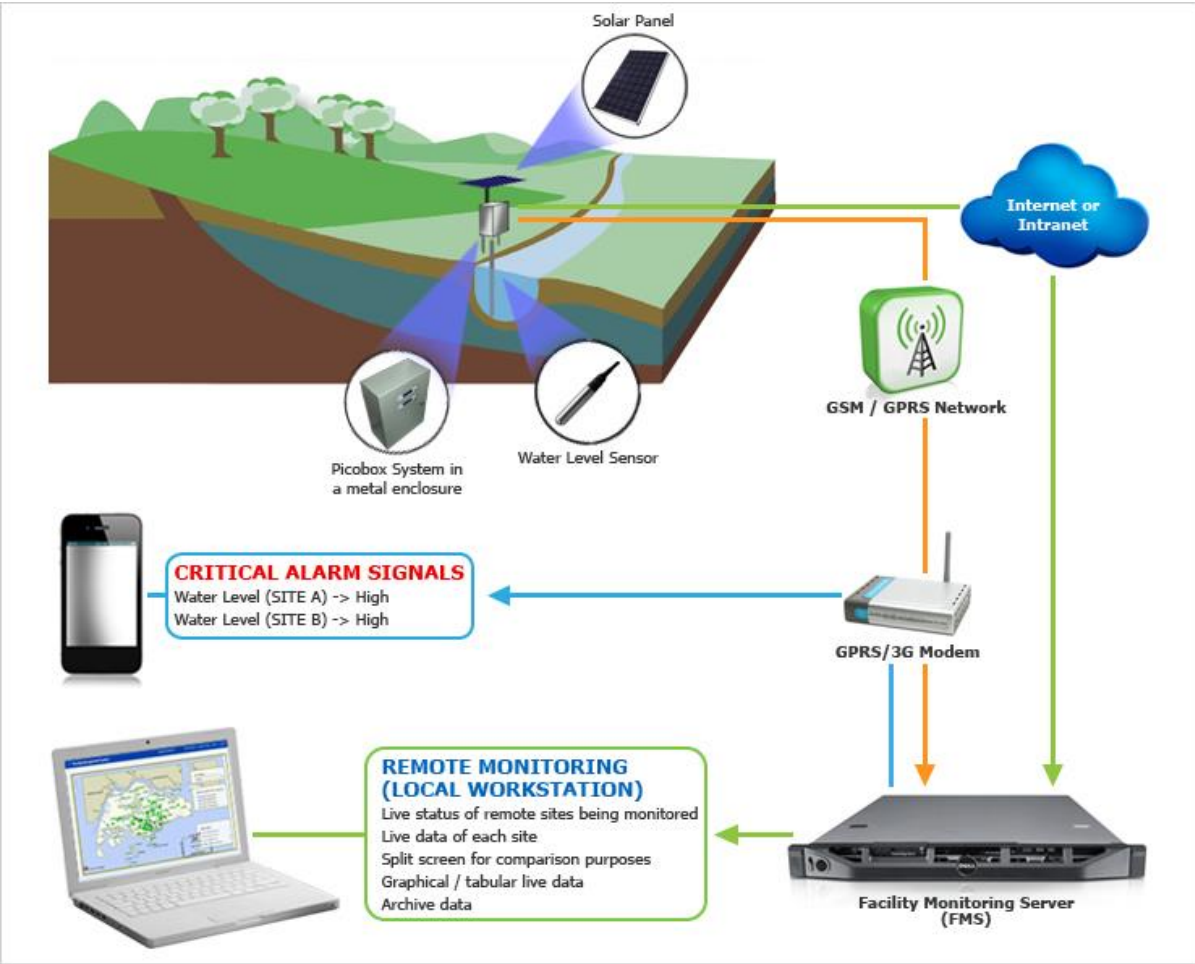 Solar Panel
Internet or
Intranet
GSM / GPRS Network
Water Level Sensor
Picobox System in
a metal enclosure
CRITICAL ALARM SIGNALS
Water Level (SITE A) -> High
Water Level (SITE B) -> High
GPRS/3G Modem
REMOTE MONITORING
(LOCAL WORKSTATION)
Live status of remote sites being monitored
Live data of each site
Split screen for comparison purposes
Graphical / tabular live data
Archive data
DELL
Facility Monitoring Server
(FMS)